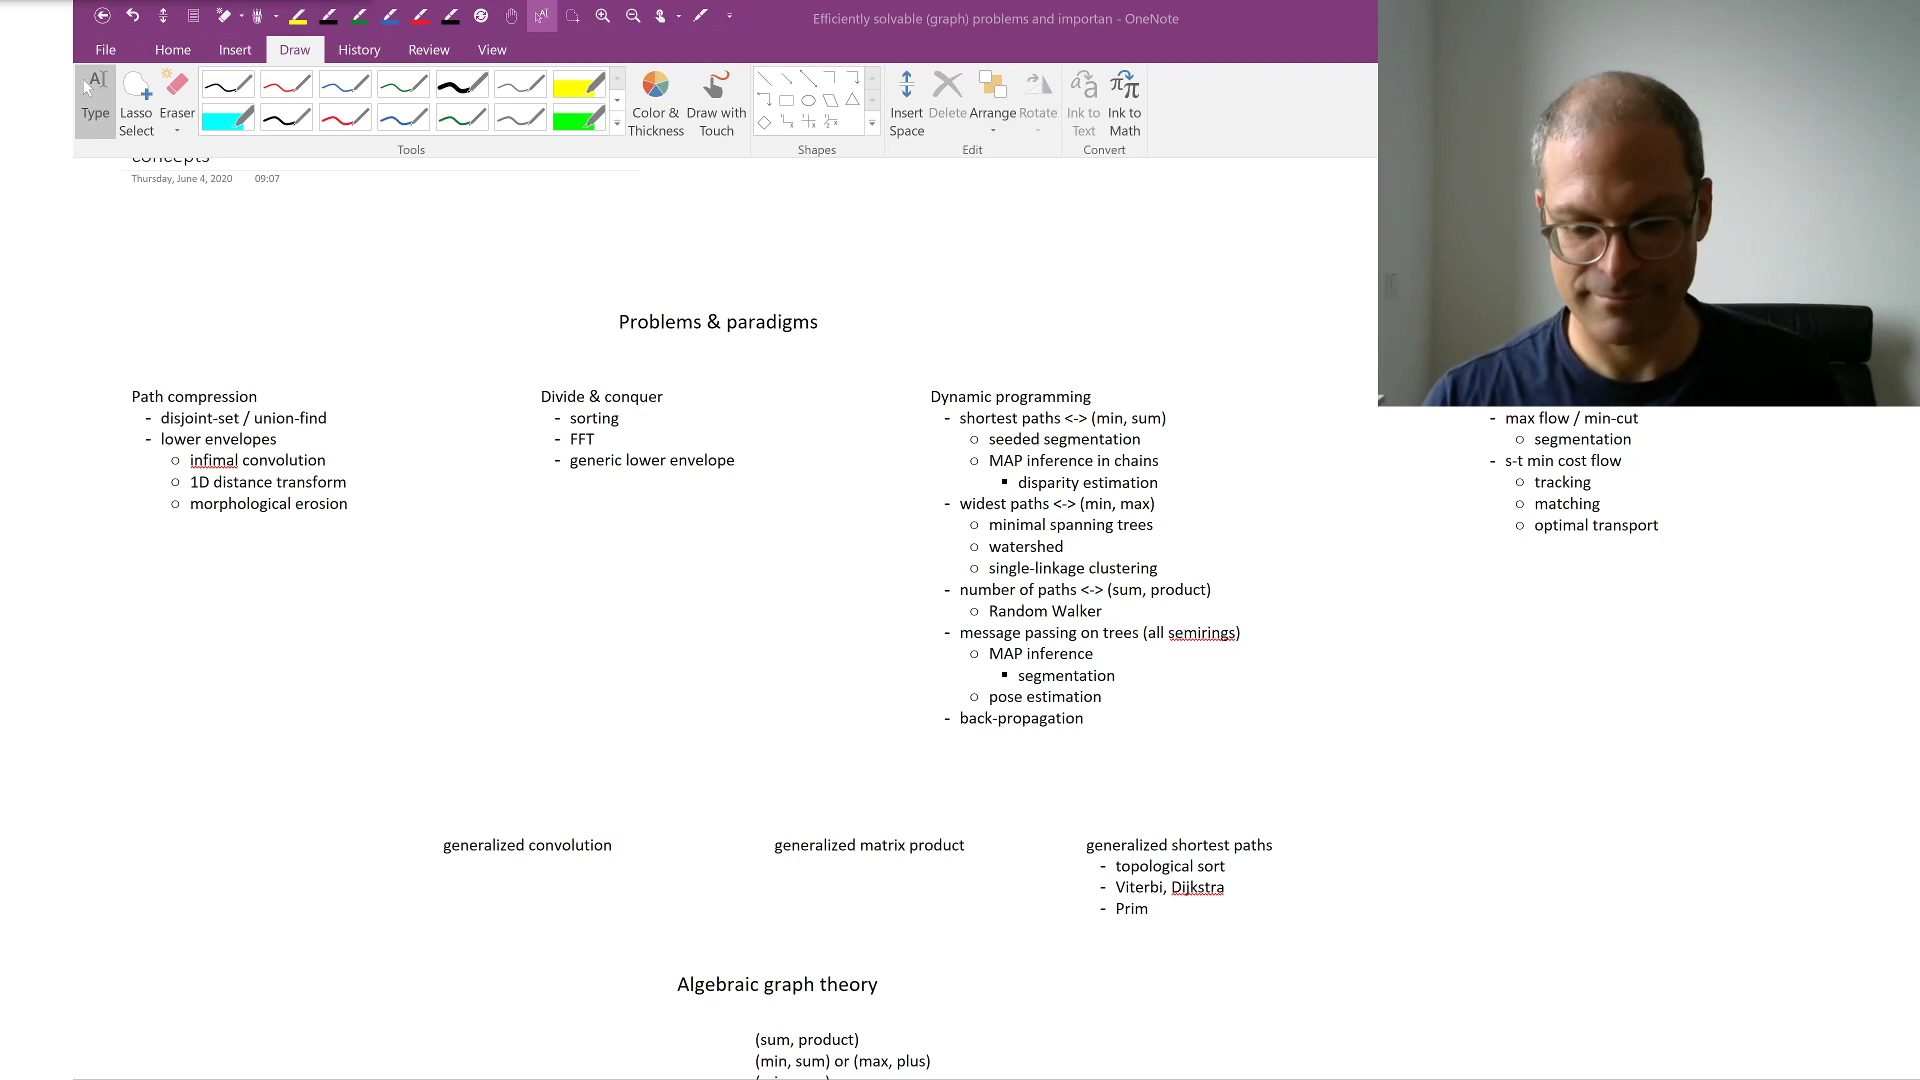 Efficiently solvable (graph) problems and importan - OneNote
File Home Insert Draw History Review View
Type
Lasso Select
Eraser
Color & Thickness
Draw with Touch
Insert Space
Delete
Arrange
Rotate
Ink to Text
Ink to Math
Tools Shapes Edit Convert
concepts
Thursday, June 4, 2020 09:07
Problems & paradigms
Path compression
- disjoint-set / union-find
- lower envelopes
○ infimal convolution
○ 1D distance transform
○ morphological erosion
Divide & conquer
- sorting
- FFT
- generic lower envelope
Dynamic programming
- shortest paths <-> (min, sum)
○ seeded segmentation
○ MAP inference in chains
▪ disparity estimation
- widest paths <-> (min, max)
○ minimal spanning trees
○ watershed
○ single-linkage clustering
- number of paths <-> (sum, product)
○ Random Walker
- message passing on trees (all semirings)
○ MAP inference
▪ segmentation
○ pose estimation
- back-propagation
- max flow / min-cut
○ segmentation
- s-t min cost flow
○ tracking
○ matching
○ optimal transport
generalized convolution
generalized matrix product
generalized shortest paths
- topological sort
- Viterbi, Dijkstra
- Prim
Algebraic graph theory
(sum, product)
(min, sum) or (max, plus)